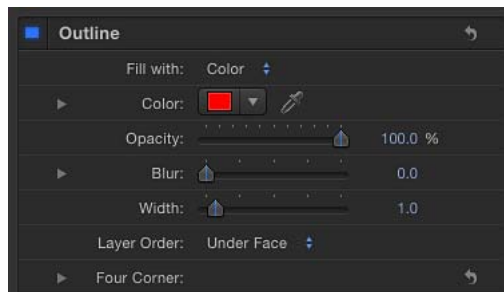 Outline
Fill with: Color
Color:
Opacity: 100.0 %
Blur: 0.0
Width: 1.0
Layer Order: Under Face
Four Corner: